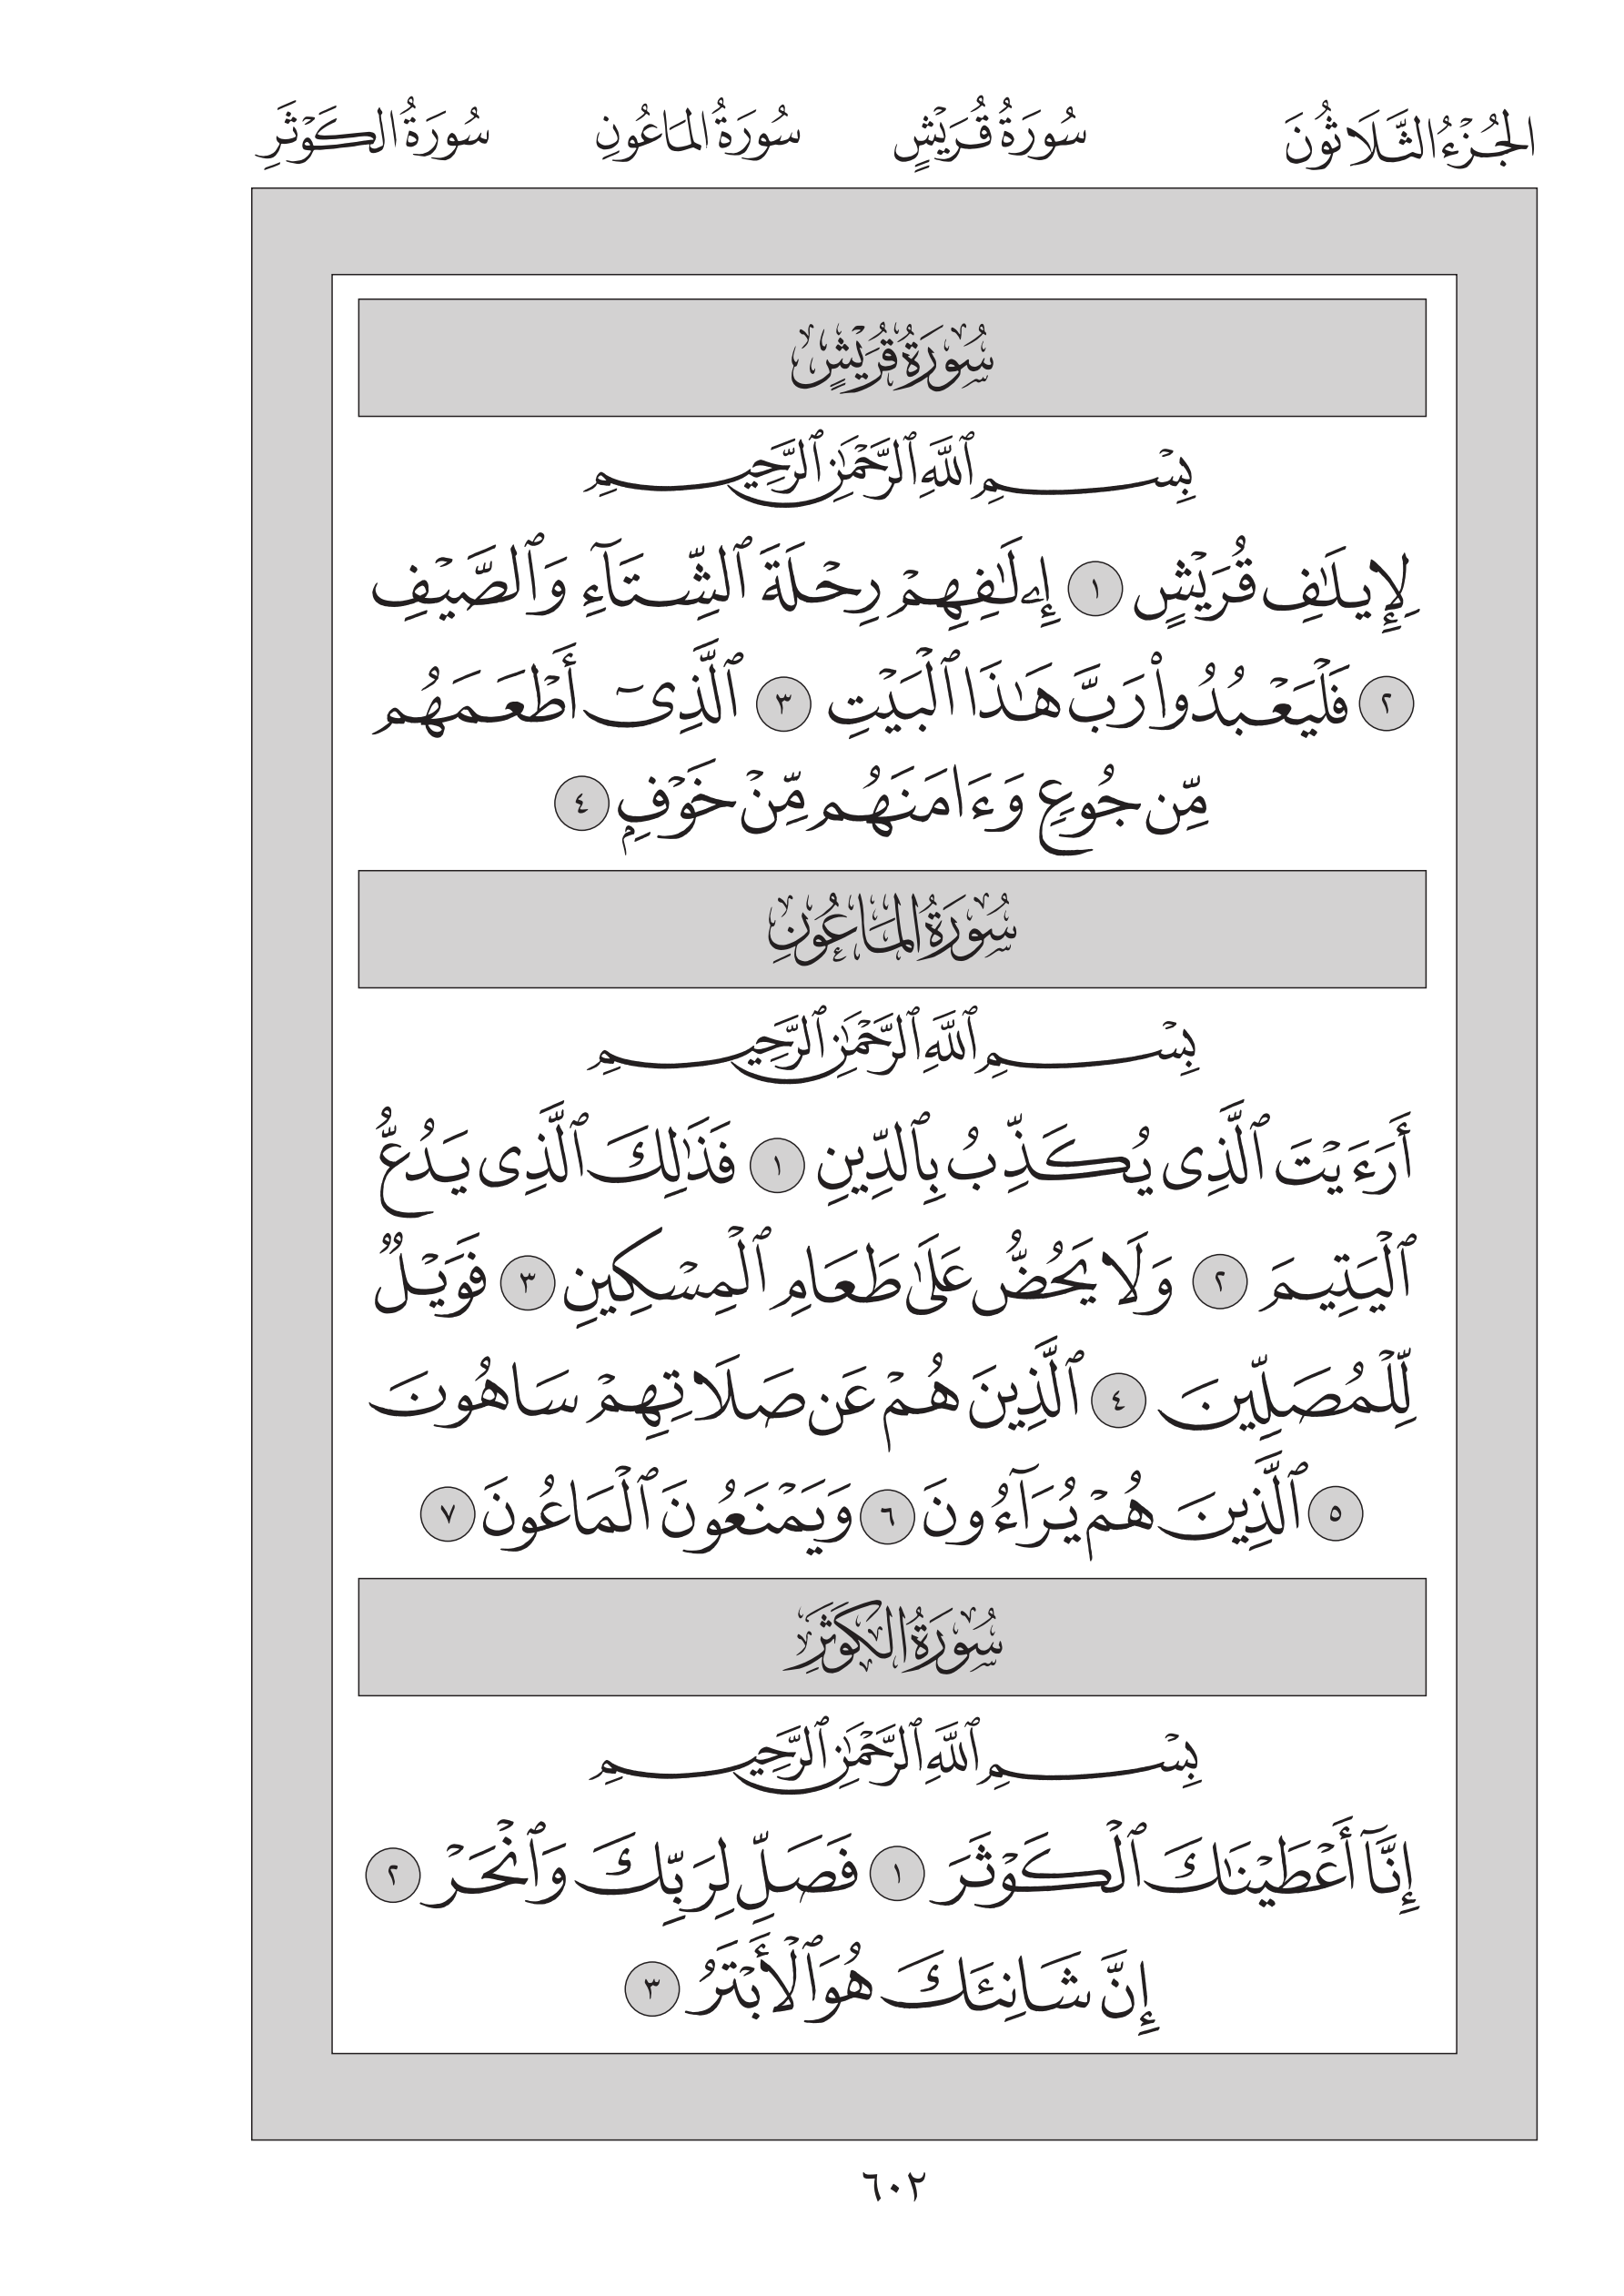 الجُزْءُ الثَّلَاثُونَ سُورَةُ قُرَيْشٍ سُورَةُ المَاعُونِ سُورَةُ الكَوْثَرِ
سُورَةُ قُرَيْشٍ
بِسْمِ ٱللَّهِ ٱلرَّحْمَٰنِ ٱلرَّحِيمِ
لِإِيلَٰفِ قُرَيْشٍ ١ إِۦلَٰفِهِمْ رِحْلَةَ ٱلشِّتَآءِ وَٱلصَّيْفِ
٢ فَلْيَعْبُدُوا۟ رَبَّ هَٰذَا ٱلْبَيْتِ ٣ ٱلَّذِىٓ أَطْعَمَهُم
مِّن جُوعٍ وَءَامَنَهُم مِّنْ خَوْفٍۭ ٤
سُورَةُ المَاعُونِ
بِسْمِ ٱللَّهِ ٱلرَّحْمَٰنِ ٱلرَّحِيمِ
أَرَءَيْتَ ٱلَّذِى يُكَذِّبُ بِٱلدِّينِ ١ فَذَٰلِكَ ٱلَّذِى يَدُعُّ
ٱلْيَتِيمَ ٢ وَلَا يَحُضُّ عَلَىٰ طَعَامِ ٱلْمِسْكِينِ ٣ فَوَيْلٌ
لِّلْمُصَلِّينَ ٤ ٱلَّذِينَ هُمْ عَن صَلَاتِهِمْ سَاهُونَ
٥ ٱلَّذِينَ هُمْ يُرَآءُونَ ٦ وَيَمْنَعُونَ ٱلْمَاعُونَ ٧
سُورَةُ الكَوْثَرِ
بِسْمِ ٱللَّهِ ٱلرَّحْمَٰنِ ٱلرَّحِيمِ
إِنَّآ أَعْطَيْنَٰكَ ٱلْكَوْثَرَ ١ فَصَلِّ لِرَبِّكَ وَٱنْحَرْ ٢
إِنَّ شَانِئَكَ هُوَ ٱلْأَبْتَرُ ٣
٦٠٢